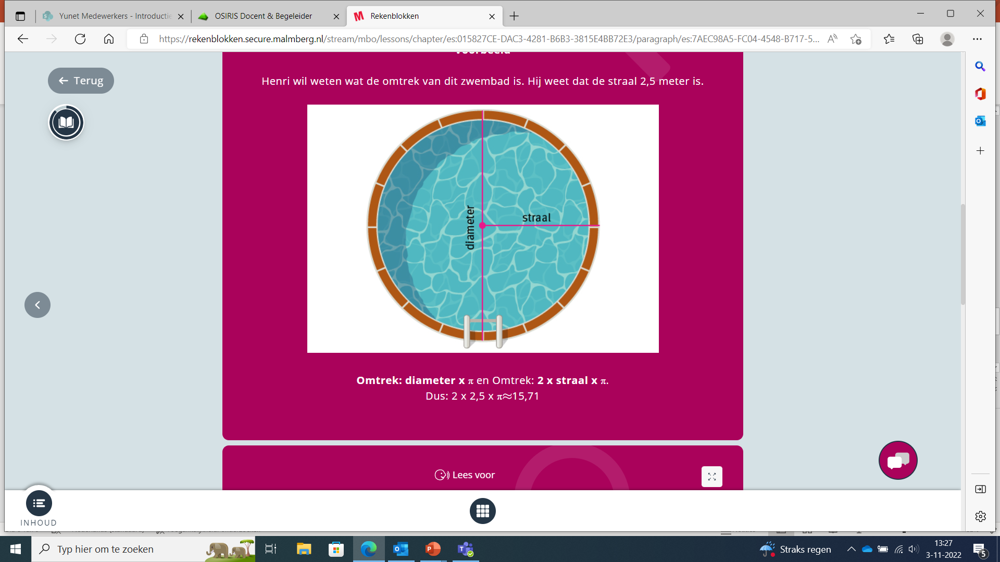 Yunet Medewerkers - Introductie
OSIRIS Docent & Begeleider
Rekenblokken
https://rekenblokken.secure.malmberg.nl/stream/mbo/lessons/chapter/es:015827CE-DAC3-4281-B6B3-3815E4BB72E3/paragraph/es:7AEC98A5-FC04-4548-B717-5...
Terug
Henri wil weten wat de omtrek van dit zwembad is. Hij weet dat de straal 2,5 meter is.
diameter
straal
Omtrek: diameter x π en Omtrek: 2 x straal x π.
Dus: 2 x 2,5 x π≈15,71
Lees voor
INHOUD
Typ hier om te zoeken
Straks regen
13:27
3-11-2022
5